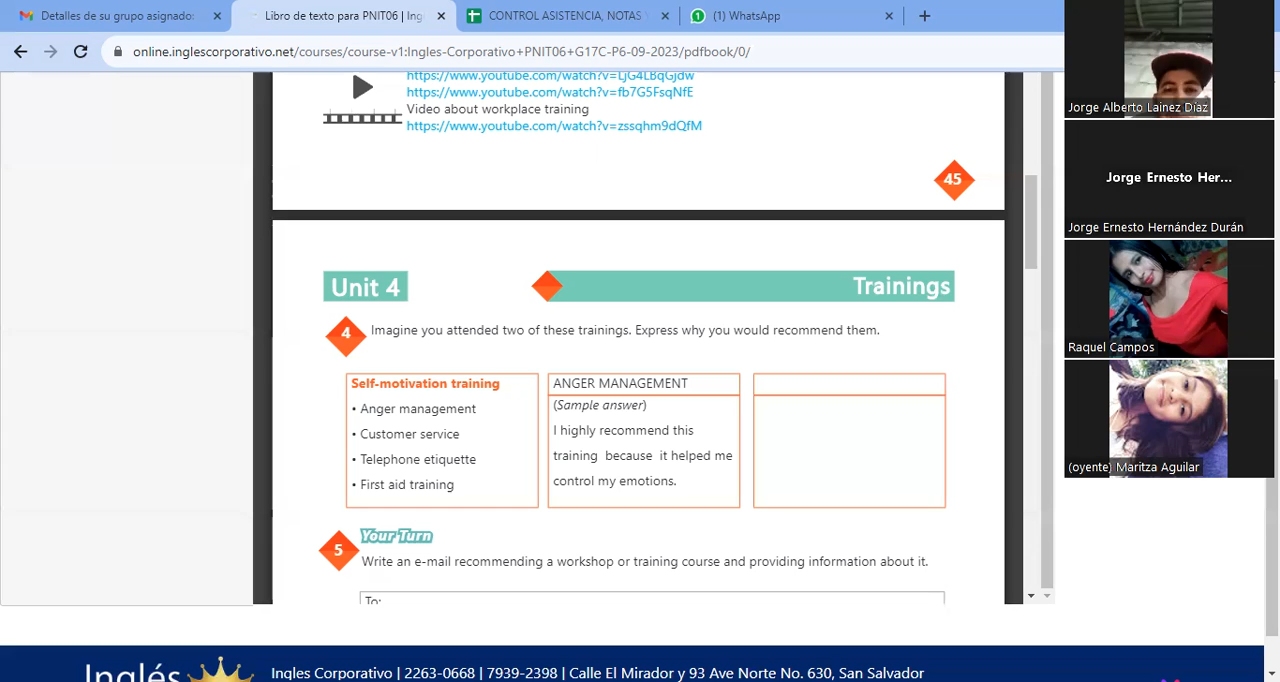 Detalles de su grupo asignado:
Libro de texto para PNIT06 | Ingr
CONTROL ASISTENCIA, NOTAS
(1) WhatsApp
online.inglescorporativo.net/courses/course-v1:Ingles-Corporativo+PNIT06+G17C-P6-09-2023/pdfbook/0/
https://www.youtube.com/watch?v=LjG4LBqGjdw
https://www.youtube.com/watch?v=fb7G5FsqNfE
Video about workplace training
https://www.youtube.com/watch?v=zssqhm9dQfM
45
Unit 4
Trainings
4
Imagine you attended two of these trainings. Express why you would recommend them.
Self-motivation training
• Anger management
• Customer service
• Telephone etiquette
• First aid training
ANGER MANAGEMENT
(Sample answer)
I highly recommend this
training because it helped me
control my emotions.
5
Your Turn
Write an e-mail recommending a workshop or training course and providing information about it.
To:
Jorge Alberto Lainez Díaz
Jorge Ernesto Her...
Jorge Ernesto Hernández Durán
Raquel Campos
(oyente) Maritza Aguilar
Inglés
Ingles Corporativo | 2263-0668 | 7939-2398 | Calle El Mirador y 93 Ave Norte No. 630, San Salvador